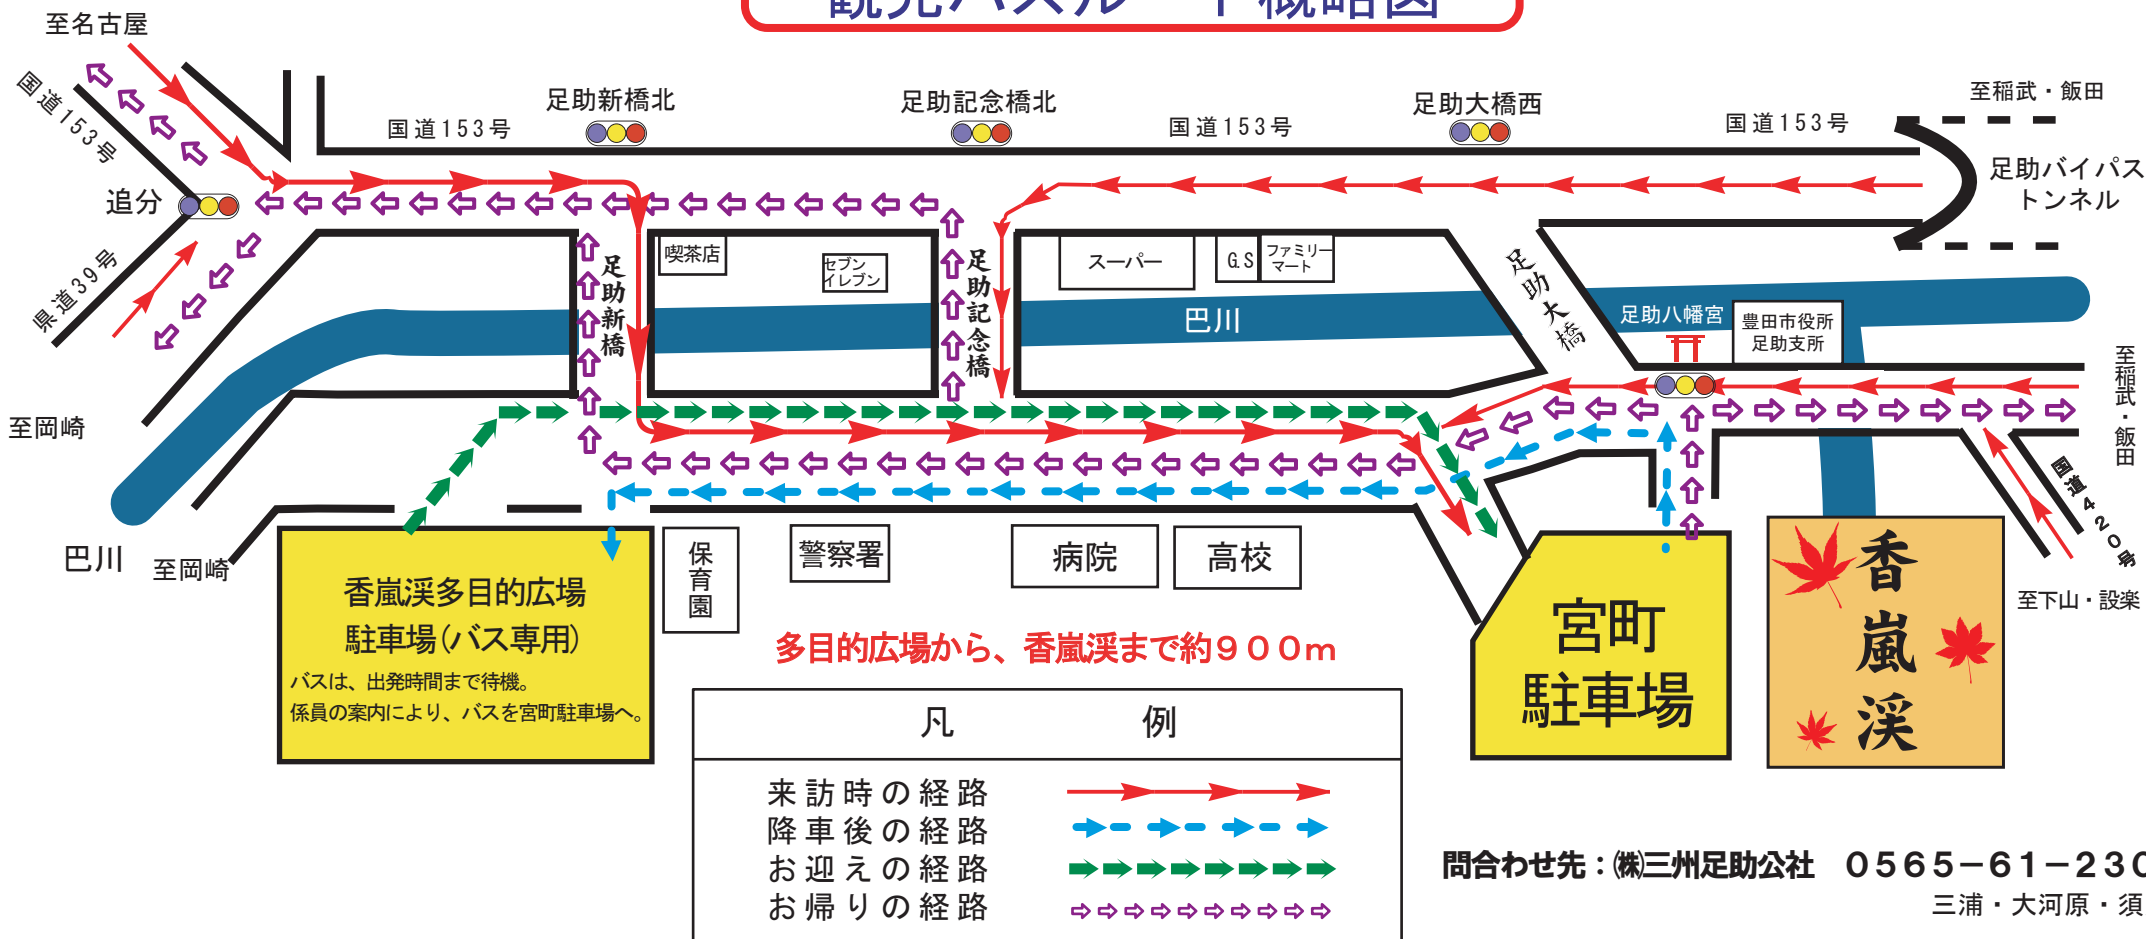 観光バスルート概略図
至名古屋
国道153号
足助新橋北
国道153号
足助記念橋北
国道153号
足助大橋西
国道153号
至稲武・飯田
足助バイパス
トンネル
追分
県道39号
喫茶店
セブン
イレブン
足助新橋
足助記念橋
スーパー
G.S
ファミリー
マート
足助大橋
巴川
足助八幡宮
豊田市役所
足助支所
至稲武・飯田
至岡崎
巴川
至岡崎
国道420号
至下山・設楽
香嵐渓多目的広場
駐車場(バス専用)
バスは、出発時間まで待機。
係員の案内により、バスを宮町駐車場へ。
保育園
警察署
病院
高校
多目的広場から、香嵐渓まで約900m
宮町
駐車場
香嵐渓
凡例
来訪時の経路
降車後の経路
お迎えの経路
お帰りの経路
問合わせ先:㈱三州足助公社 0565-61-230
三浦・大河原・須